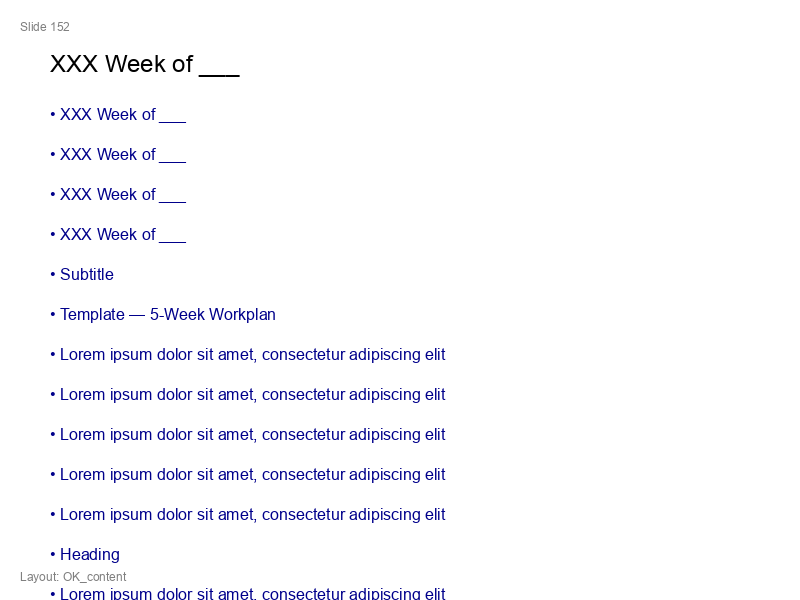 Slide 152
XXX Week of ___
• XXX Week of ___
• XXX Week of ___
• XXX Week of ___
• XXX Week of ___
• Subtitle
• Template — 5-Week Workplan
• Lorem ipsum dolor sit amet, consectetur adipiscing elit
• Lorem ipsum dolor sit amet, consectetur adipiscing elit
• Lorem ipsum dolor sit amet, consectetur adipiscing elit
• Lorem ipsum dolor sit amet, consectetur adipiscing elit
• Lorem ipsum dolor sit amet, consectetur adipiscing elit
• Heading
Layout: OK_content
• Lorem ipsum dolor sit amet, consectetur adipiscing elit